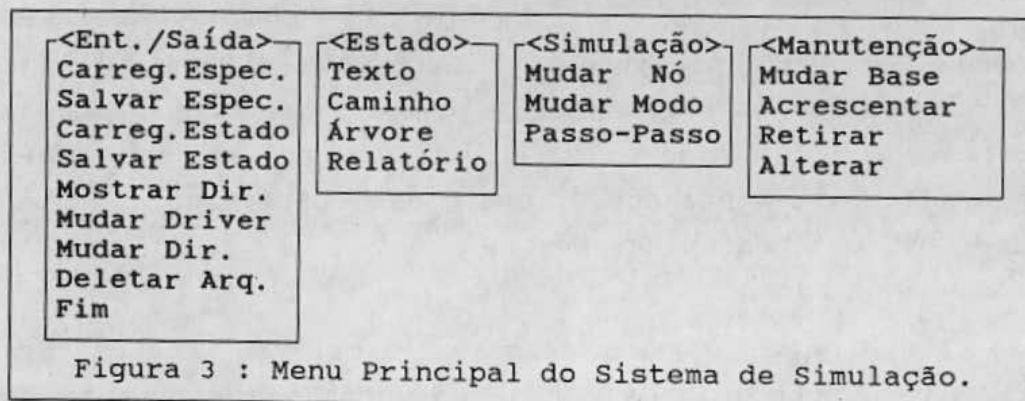 <Ent./Saída>
Carreg.Espec.
Salvar Espec.
Carreg.Estado
Salvar Estado
Mostrar Dir.
Mudar Driver
Mudar Dir.
Deletar Arq.
Fim
<Estado>
Texto
Caminho
Árvore
Relatório
<Simulação>
Mudar Nó
Mudar Modo
Passo-Passo
<Manutenção>
Mudar Base
Acrescentar
Retirar
Alterar
Figura 3 : Menu Principal do Sistema de Simulação.